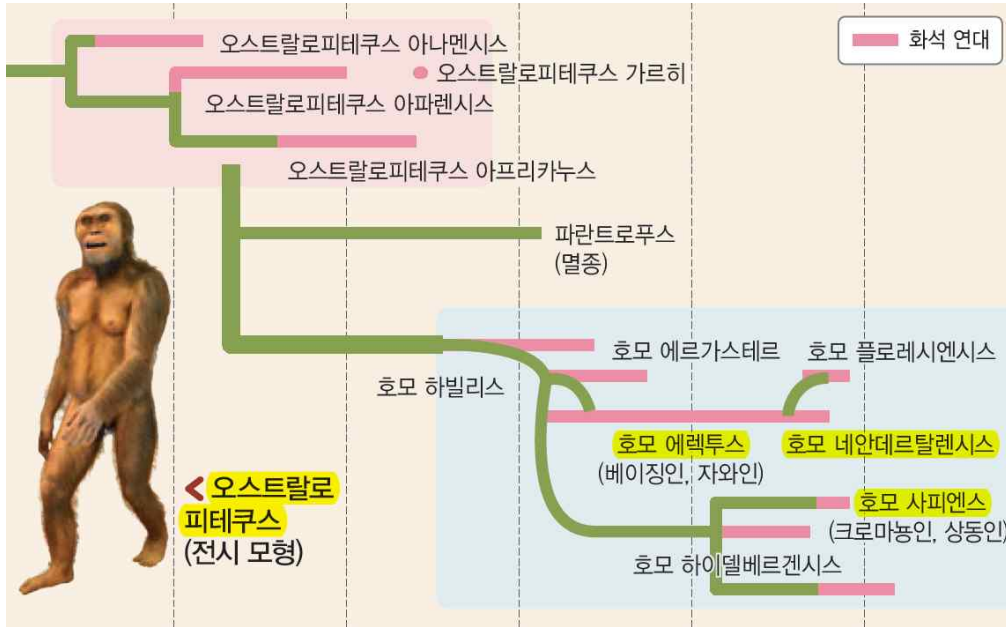 오스트랄로피테쿠스 아나멘시스
화석 연대
오스트랄로피테쿠스 가르히
오스트랄로피테쿠스 아파렌시스
오스트랄로피테쿠스 아프리카누스
파란트로푸스
(멸종)
호모 에르가스테르
호모 플로레시엔시스
호모 하빌리스
호모 에렉투스
(베이징인, 자와인)
호모 네안데르탈렌시스
< 오스트랄로
피테쿠스
(전시 모형)
호모 사피엔스
(크로마뇽인, 상동인)
호모 하이델베르겐시스